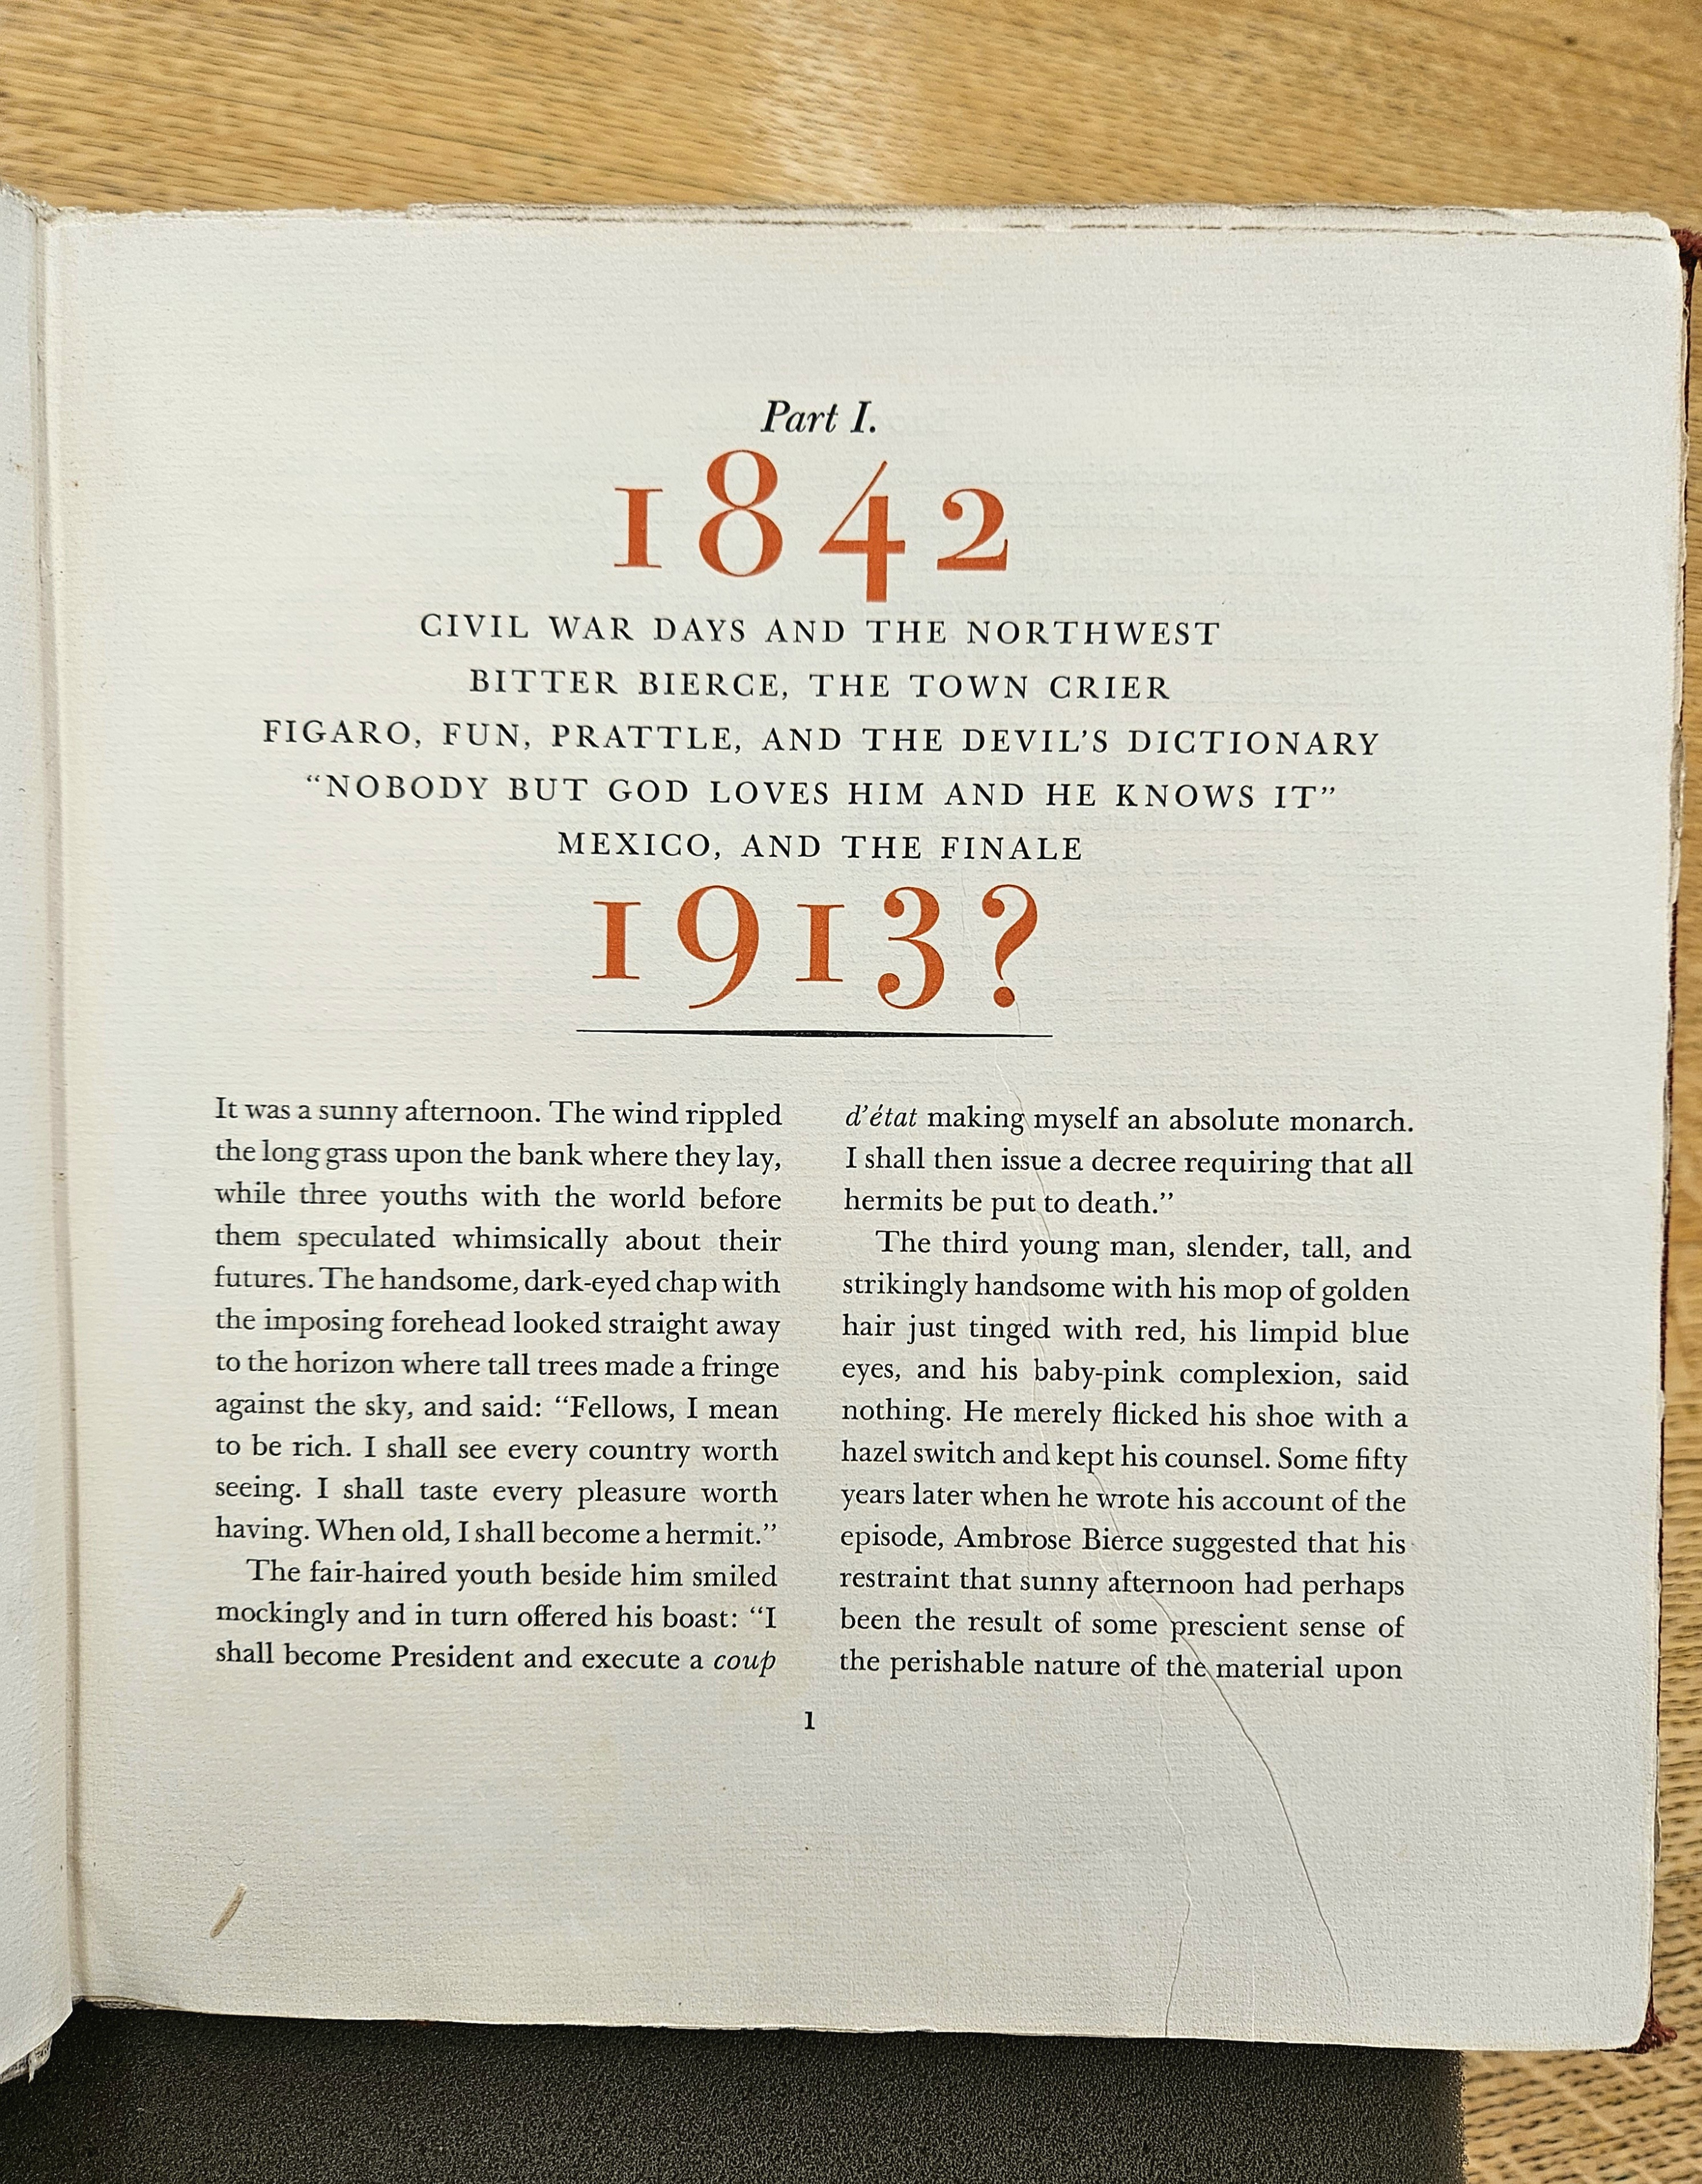 Part I.
1842
CIVIL WAR DAYS AND THE NORTHWEST
BITTER BIERCE, THE TOWN CRIER
FIGARO, FUN, PRATTLE, AND THE DEVIL'S DICTIONARY
“NOBODY BUT GOD LOVES HIM AND HE KNOWS IT”
MEXICO, AND THE FINALE
1913?
It was a sunny afternoon. The wind rippled
the long grass upon the bank where they lay,
while three youths with the world before
them speculated whimsically about their
futures. The handsome, dark-eyed chap with
the imposing forehead looked straight away
to the horizon where tall trees made a fringe
against the sky, and said: “Fellows, I mean
to be rich. I shall see every country worth
seeing. I shall taste every pleasure worth
having. When old, I shall become a hermit.”
The fair-haired youth beside him smiled
mockingly and in turn offered his boast: “I
shall become President and execute a coup
d'état making myself an absolute monarch.
I shall then issue a decree requiring that all
hermits be put to death.”
The third young man, slender, tall, and
strikingly handsome with his mop of golden
hair just tinged with red, his limpid blue
eyes, and his baby-pink complexion, said
nothing. He merely flicked his shoe with a
hazel switch and kept his counsel. Some fifty
years later when he wrote his account of the
episode, Ambrose Bierce suggested that his
restraint that sunny afternoon had perhaps
been the result of some prescient sense of
the perishable nature of the material upon
1